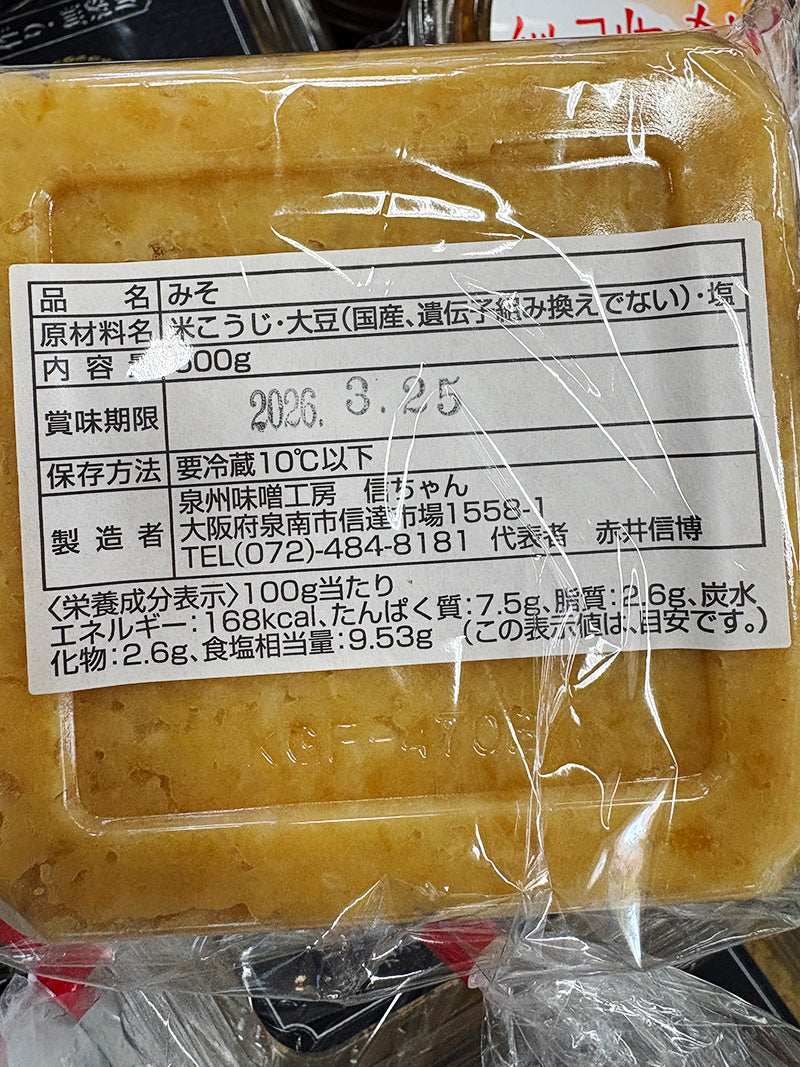 品名 みそ
原材料名 米こうじ・大豆(国産、遺伝子組み換えでない)・塩
内容
賞味期限 2026. 3.25
保存方法 要冷蔵10℃以下
製造者 泉州味噌工房 信ちゃん
大阪府泉南市信達市場1558-1
TEL(072)-484-8181 代表者 赤井信博
〈栄養成分表示〉100g当たり
エネルギー:168kcal、たんぱく質:7.5g、脂質:2.6g、炭水
化物:2.6g、食塩相当量:9.53g (この表示値は、目安です。)